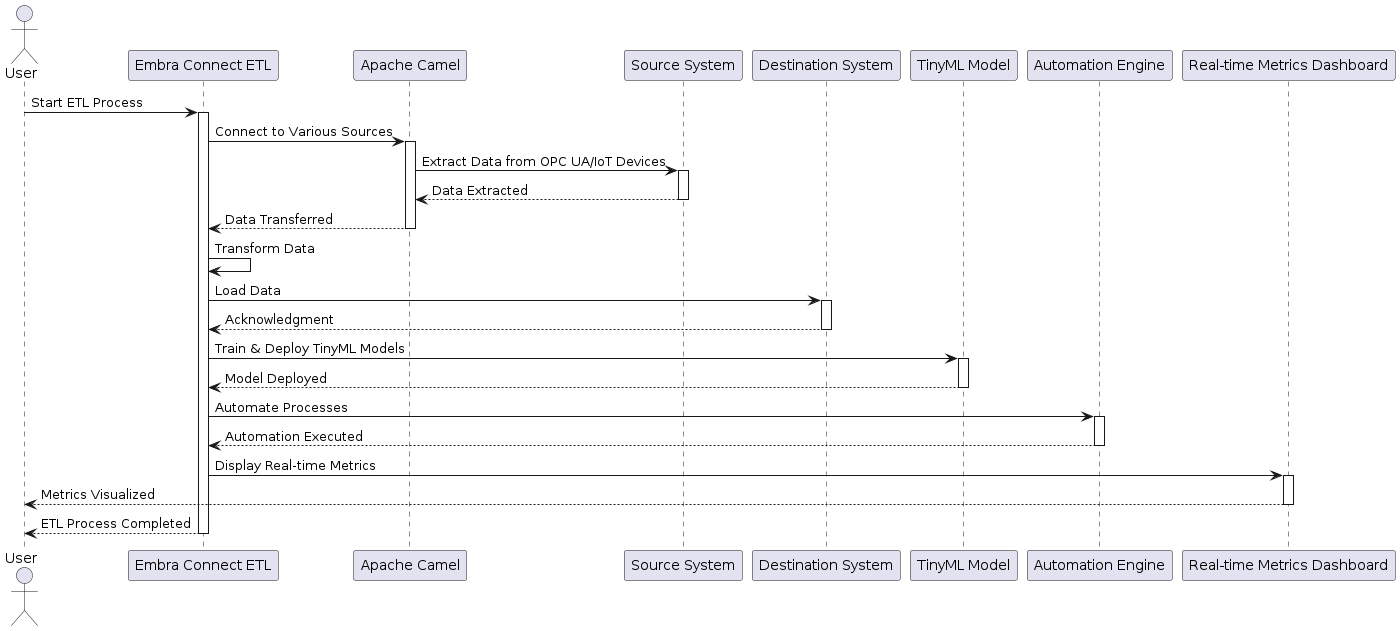 User
Embra Connect ETL
Apache Camel
Source System
Destination System
TinyML Model
Automation Engine
Real-time Metrics Dashboard
Start ETL Process
Connect to Various Sources
Extract Data from OPC UA/IoT Devices
Data Extracted
Data Transferred
Transform Data
Load Data
Acknowledgment
Train & Deploy TinyML Models
Model Deployed
Automate Processes
Automation Executed
Display Real-time Metrics
Metrics Visualized
ETL Process Completed
User
Embra Connect ETL
Apache Camel
Source System
Destination System
TinyML Model
Automation Engine
Real-time Metrics Dashboard